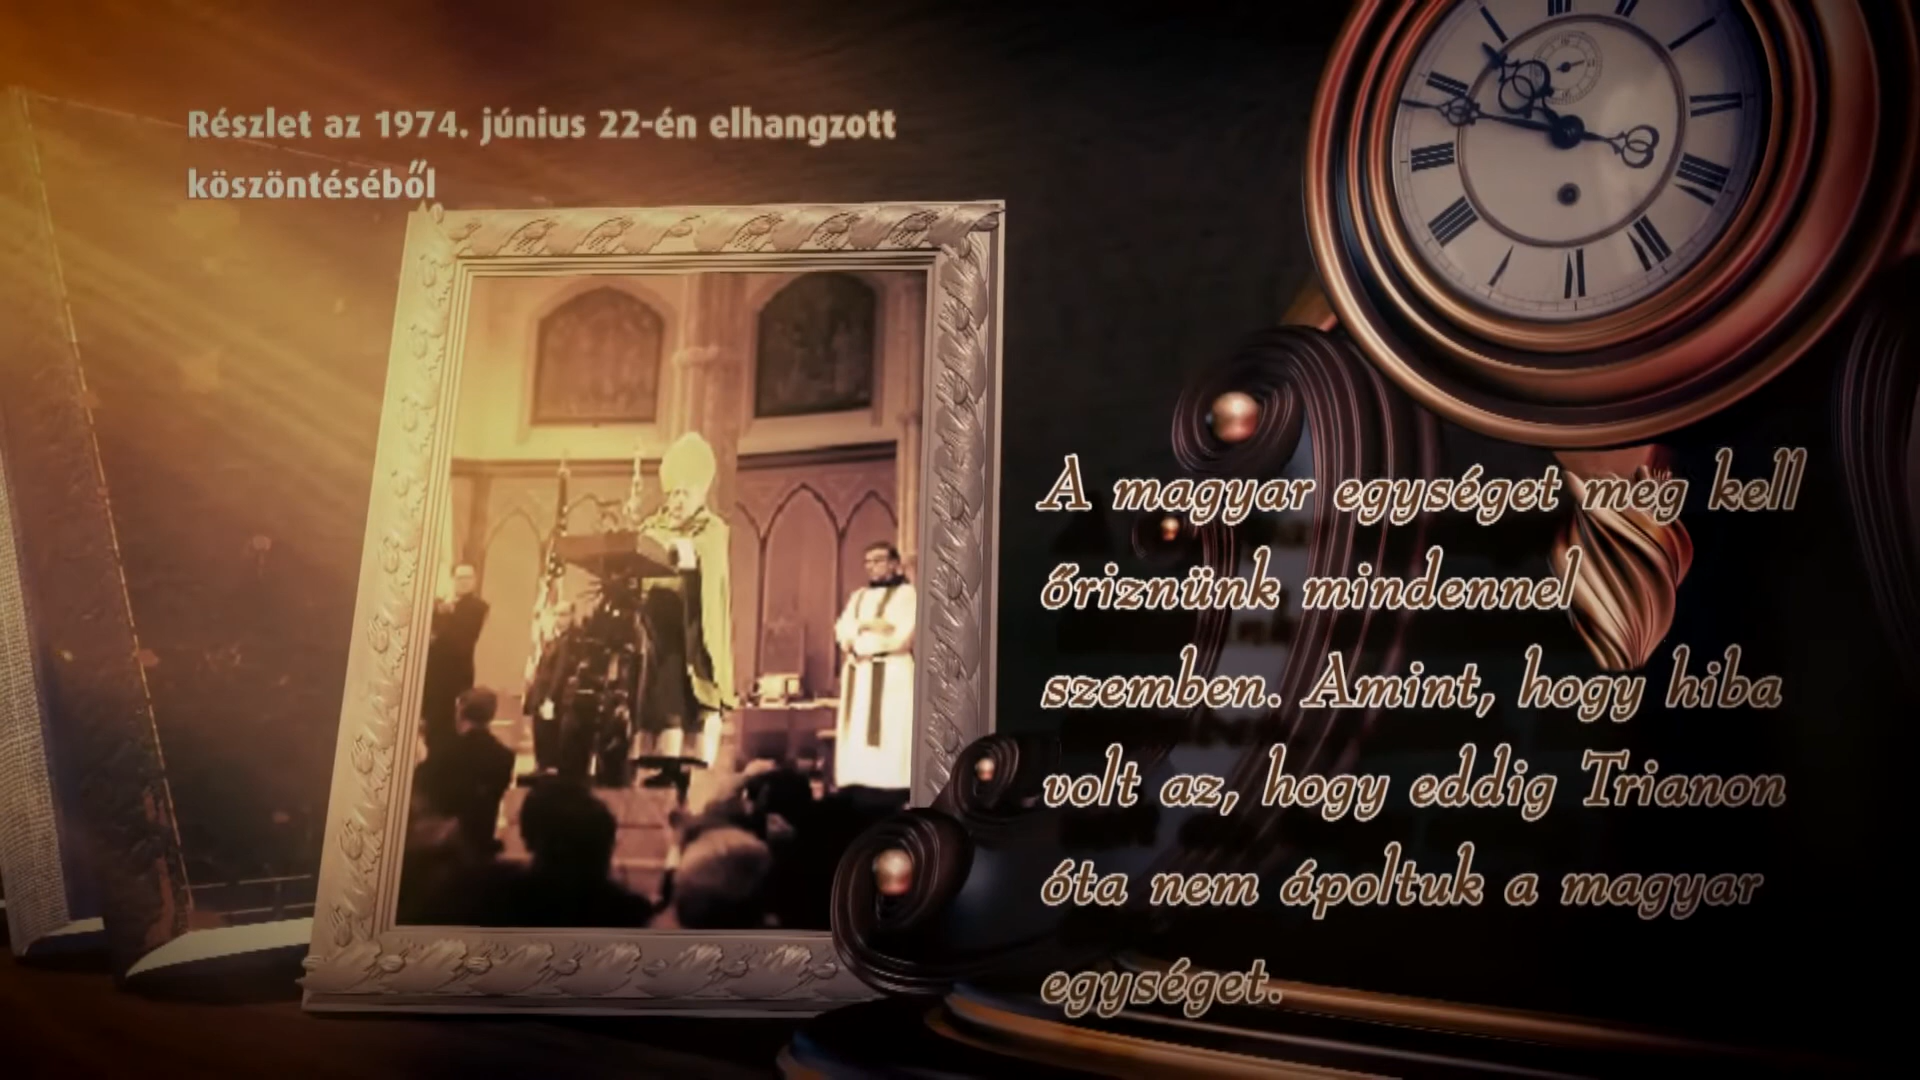 Részlet az 1974. június 22-én elhangzott
köszöntéséből
A magyar egységet meg kell
őriznünk mindennel
szemben. Amint, hogy hiba
volt az, hogy eddig Trianon
óta nem ápoltuk a magyar
egységet.